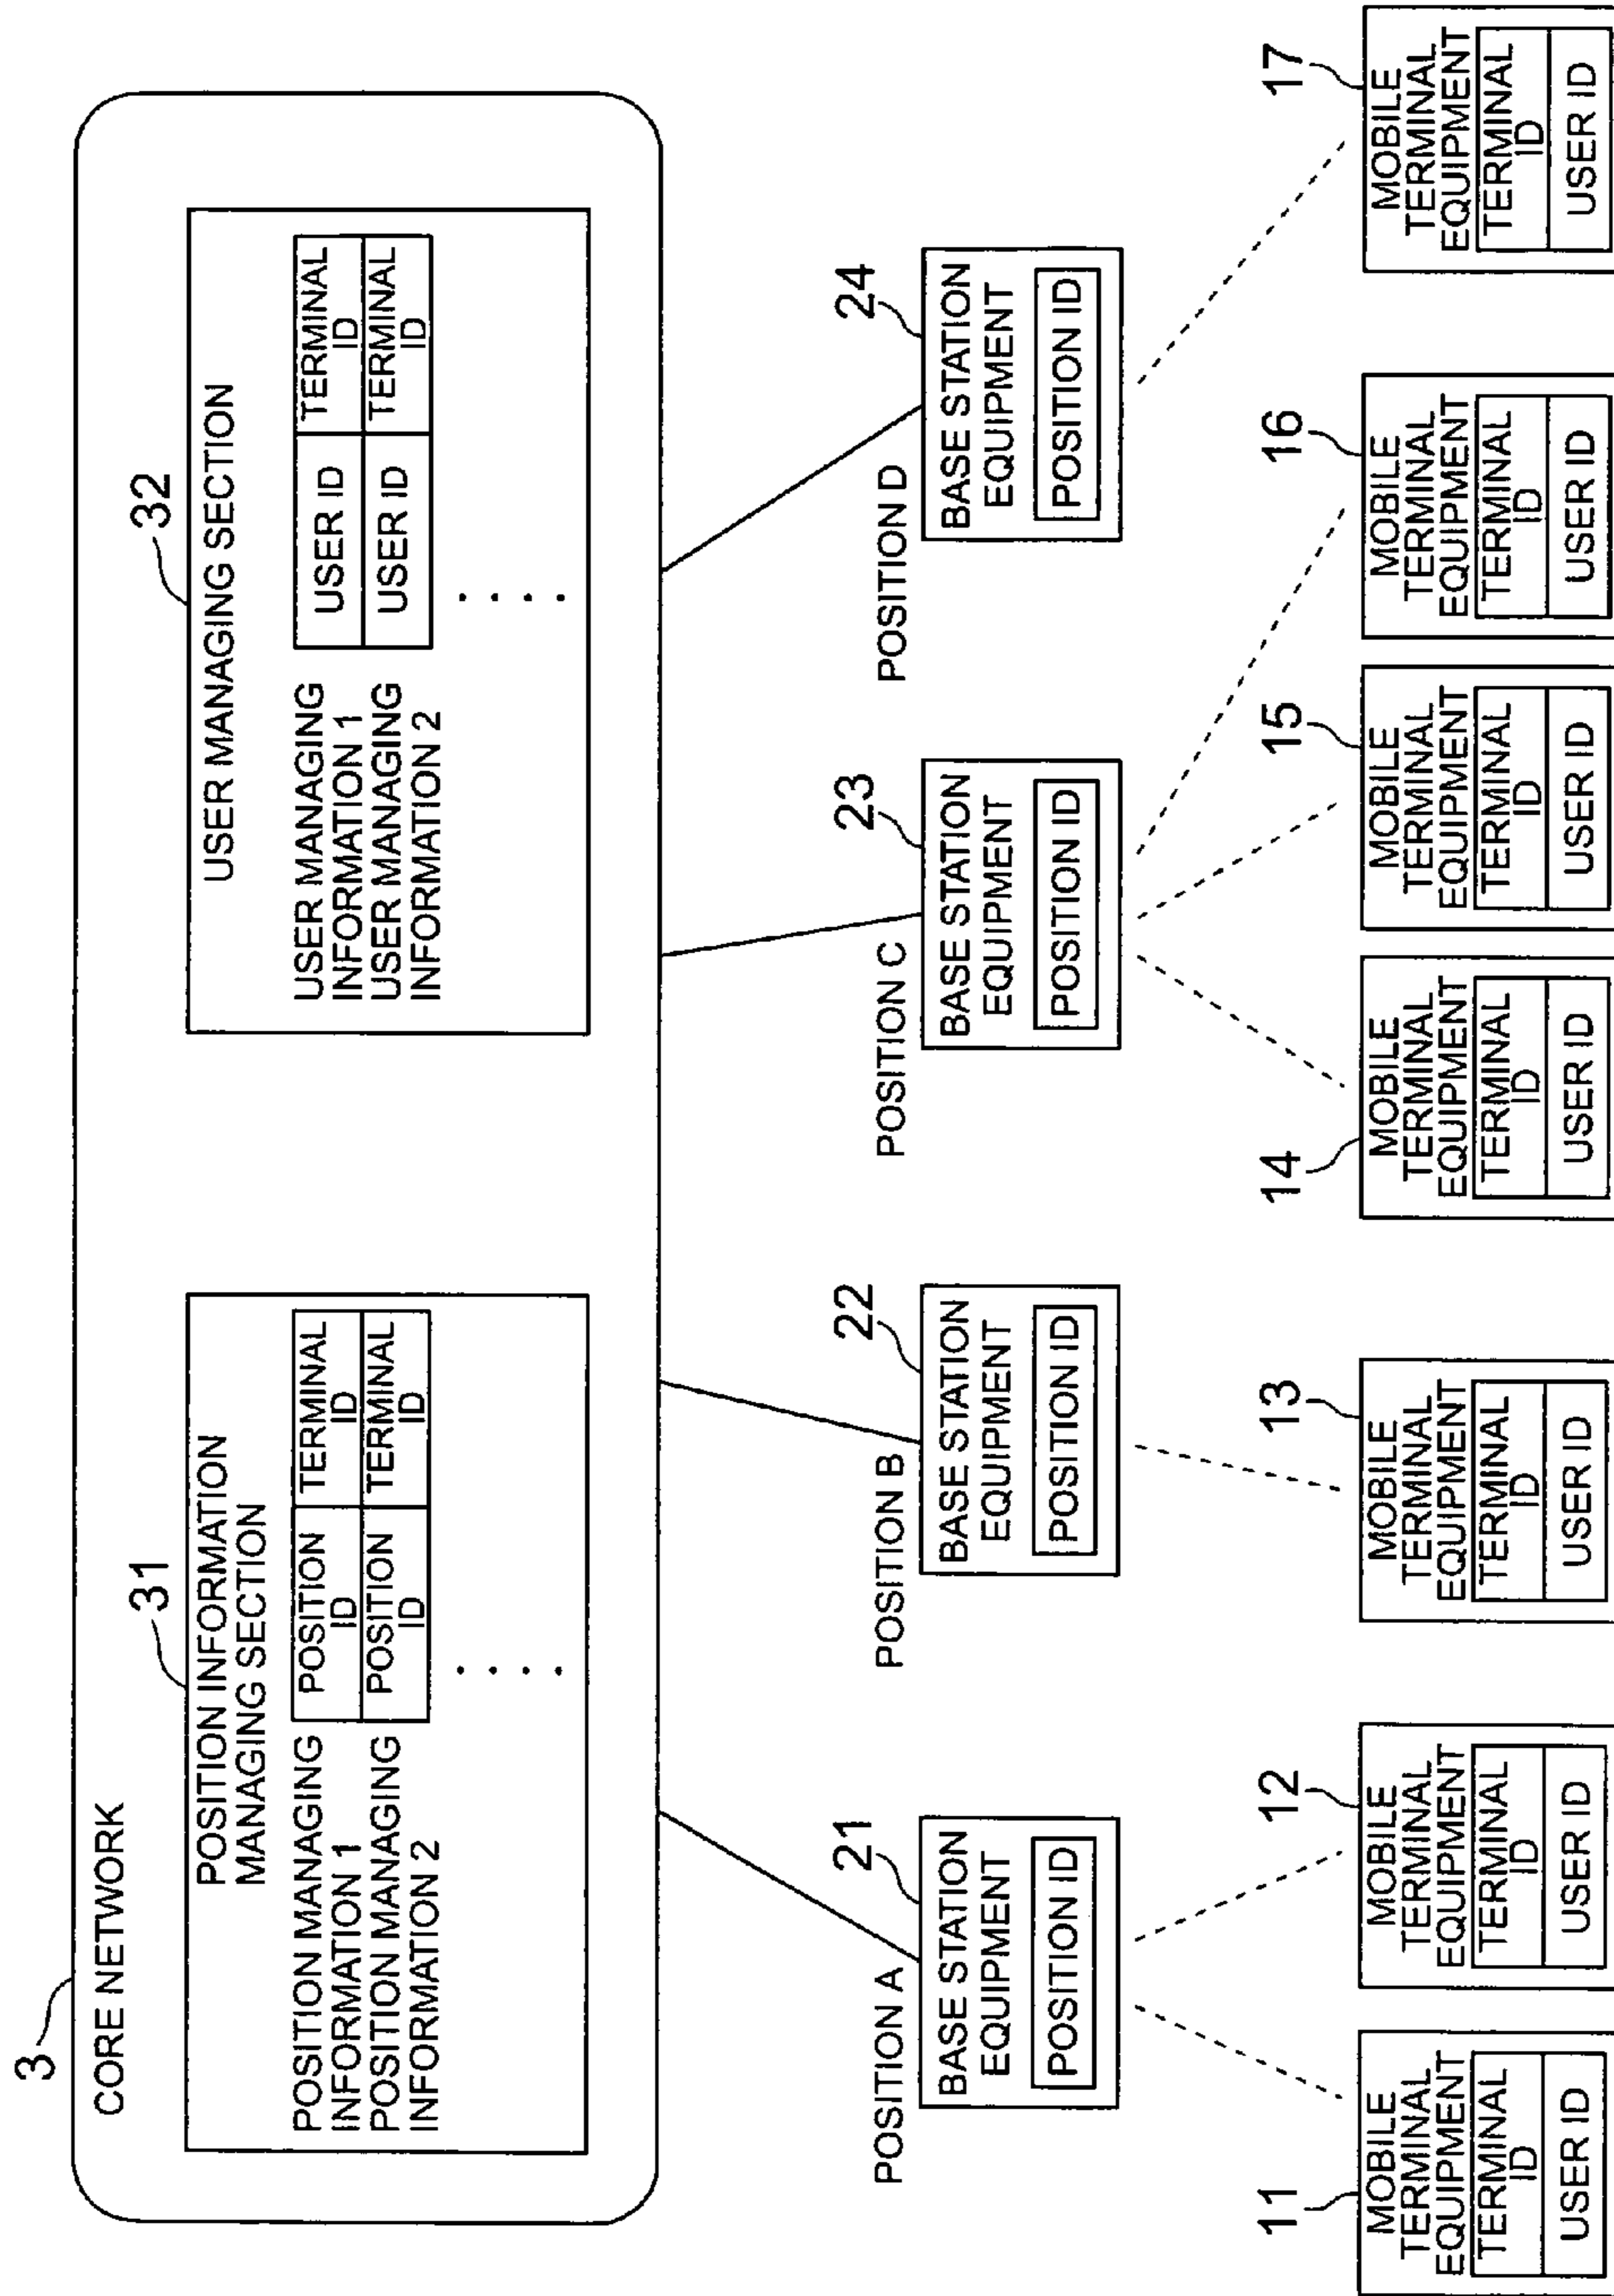 3
CORE NETWORK
31
POSITION INFORMATION
MANAGING SECTION
POSITION MANAGING
INFORMATION 1
POSITION MANAGING
INFORMATION 2
POSITION
ID
TERMINAL
ID
POSITION
ID
TERMINAL
ID
. . . .
32
USER MANAGING SECTION
USER MANAGING
INFORMATION 1
USER MANAGING
INFORMATION 2
USER ID
TERMINAL
ID
USER ID
TERMINAL
ID
. . . .
POSITION A
21
BASE STATION
EQUIPMENT
POSITION ID
POSITION B
22
BASE STATION
EQUIPMENT
POSITION ID
POSITION C
23
BASE STATION
EQUIPMENT
POSITION ID
POSITION D
24
BASE STATION
EQUIPMENT
POSITION ID
11
MOBILE
TERMINAL
EQUIPMENT
TERMINAL
ID
USER ID
12
MOBILE
TERMINAL
EQUIPMENT
TERMINAL
ID
USER ID
13
MOBILE
TERMINAL
EQUIPMENT
TERMINAL
ID
USER ID
14
MOBILE
TERMINAL
EQUIPMENT
TERMINAL
ID
USER ID
15
MOBILE
TERMINAL
EQUIPMENT
TERMINAL
ID
USER ID
16
MOBILE
TERMINAL
EQUIPMENT
TERMINAL
ID
USER ID
17
MOBILE
TERMINAL
EQUIPMENT
TERMINAL
ID
USER ID